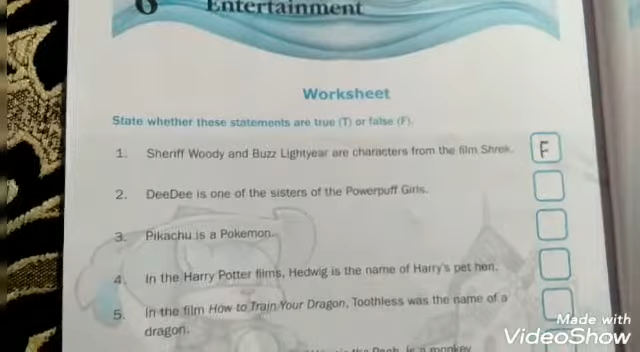 6
Entertainment
Worksheet
State whether these statements are true (T) or false (F).
1. Sheriff Woody and Buzz Lightyear are characters from the film Shrek. F
2. DeeDee is one of the sisters of the Powerpuff Girls.
3. Pikachu is a Pokemon.
4. In the Harry Potter films, Hedwig is the name of Harry's pet hen.
5. In the film How to Train Your Dragon, Toothless was the name of a
dragon.
is a monkey
Made with
VideoShow